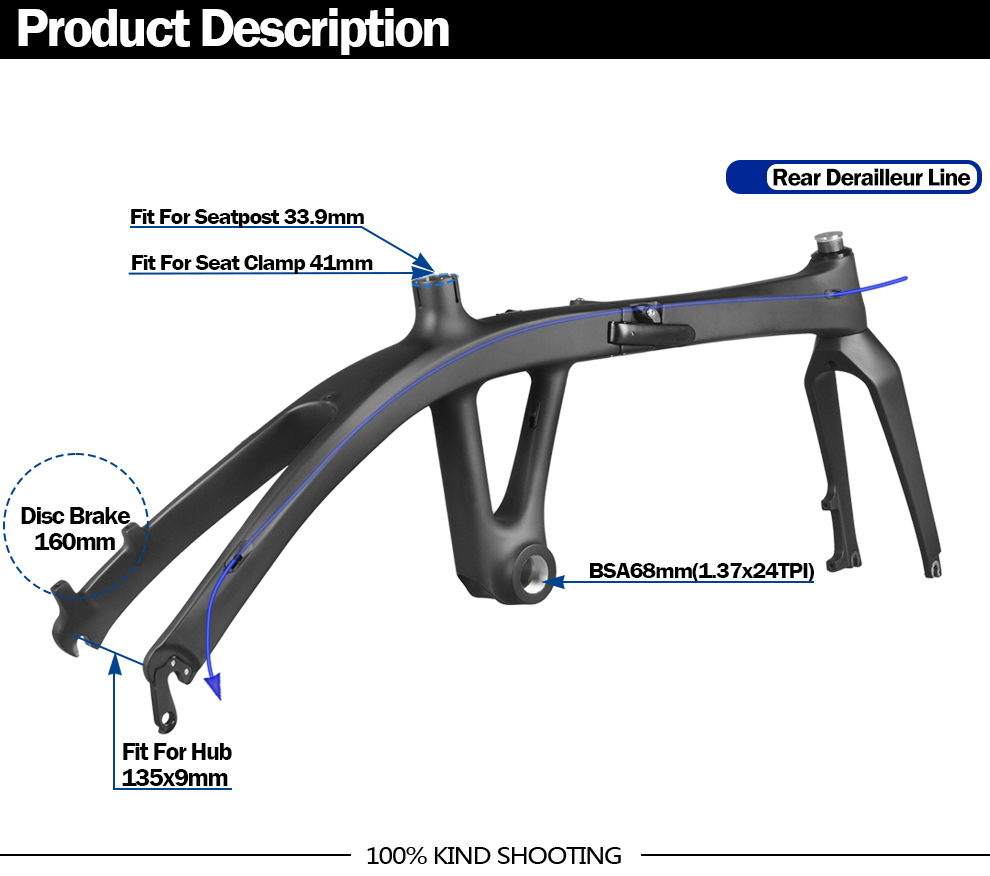 Product Description
Rear Derailleur Line
Fit For Seatpost 33.9mm
Fit For Seat Clamp 41mm
Disc Brake
160mm
BSA68mm(1.37x24TPI)
Fit For Hub
135x9mm
100% KIND SHOOTING